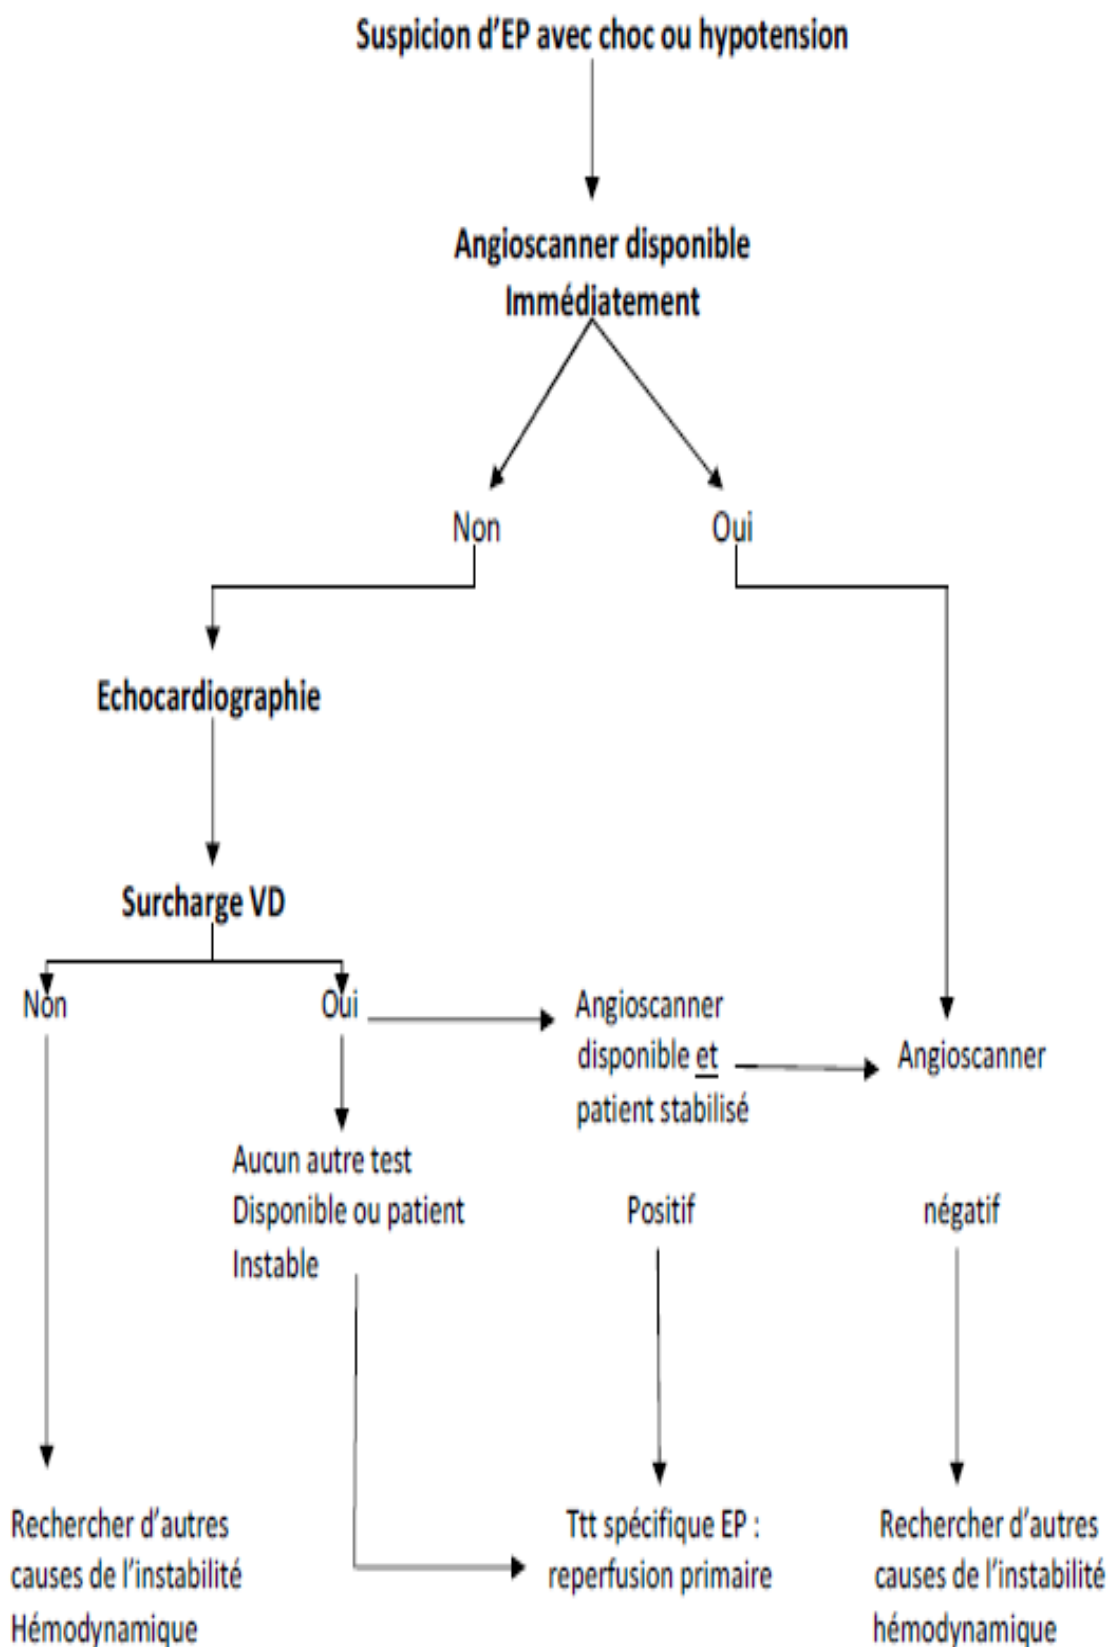 Suspicion d'EP avec choc ou hypotension
Angioscanner disponible
Immédiatement
Non
Oui
Echocardiographie
Surcharge VD
Non
Oui
Angioscanner
disponible et
patient stabilisé
Angioscanner
Aucun autre test
Disponible ou patient
Instable
Positif
négatif
Rechercher d'autres
causes de l'instabilité
Hémodynamique
Ttt spécifique EP :
reperfusion primaire
Rechercher d'autres
causes de l'instabilité
hémodynamique